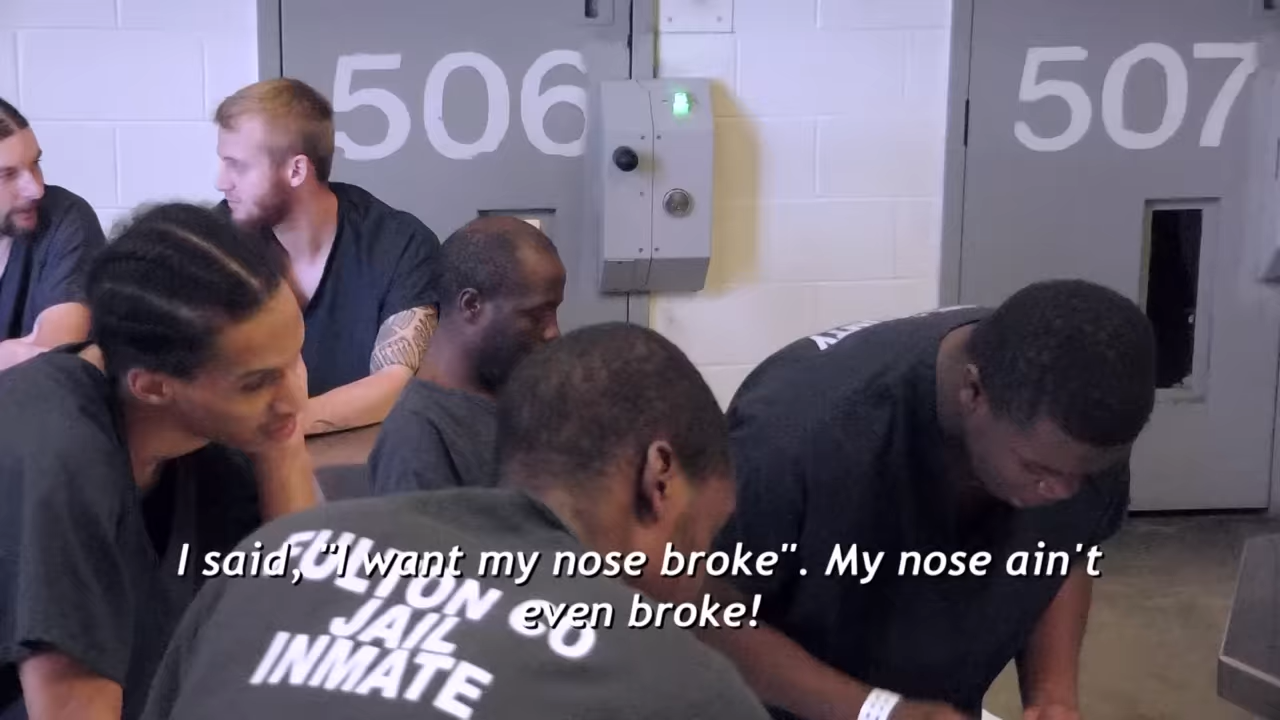 506
507
I said, "I want my nose broke". My nose ain't
even broke!
FULTON CO
JAIL
INMATE